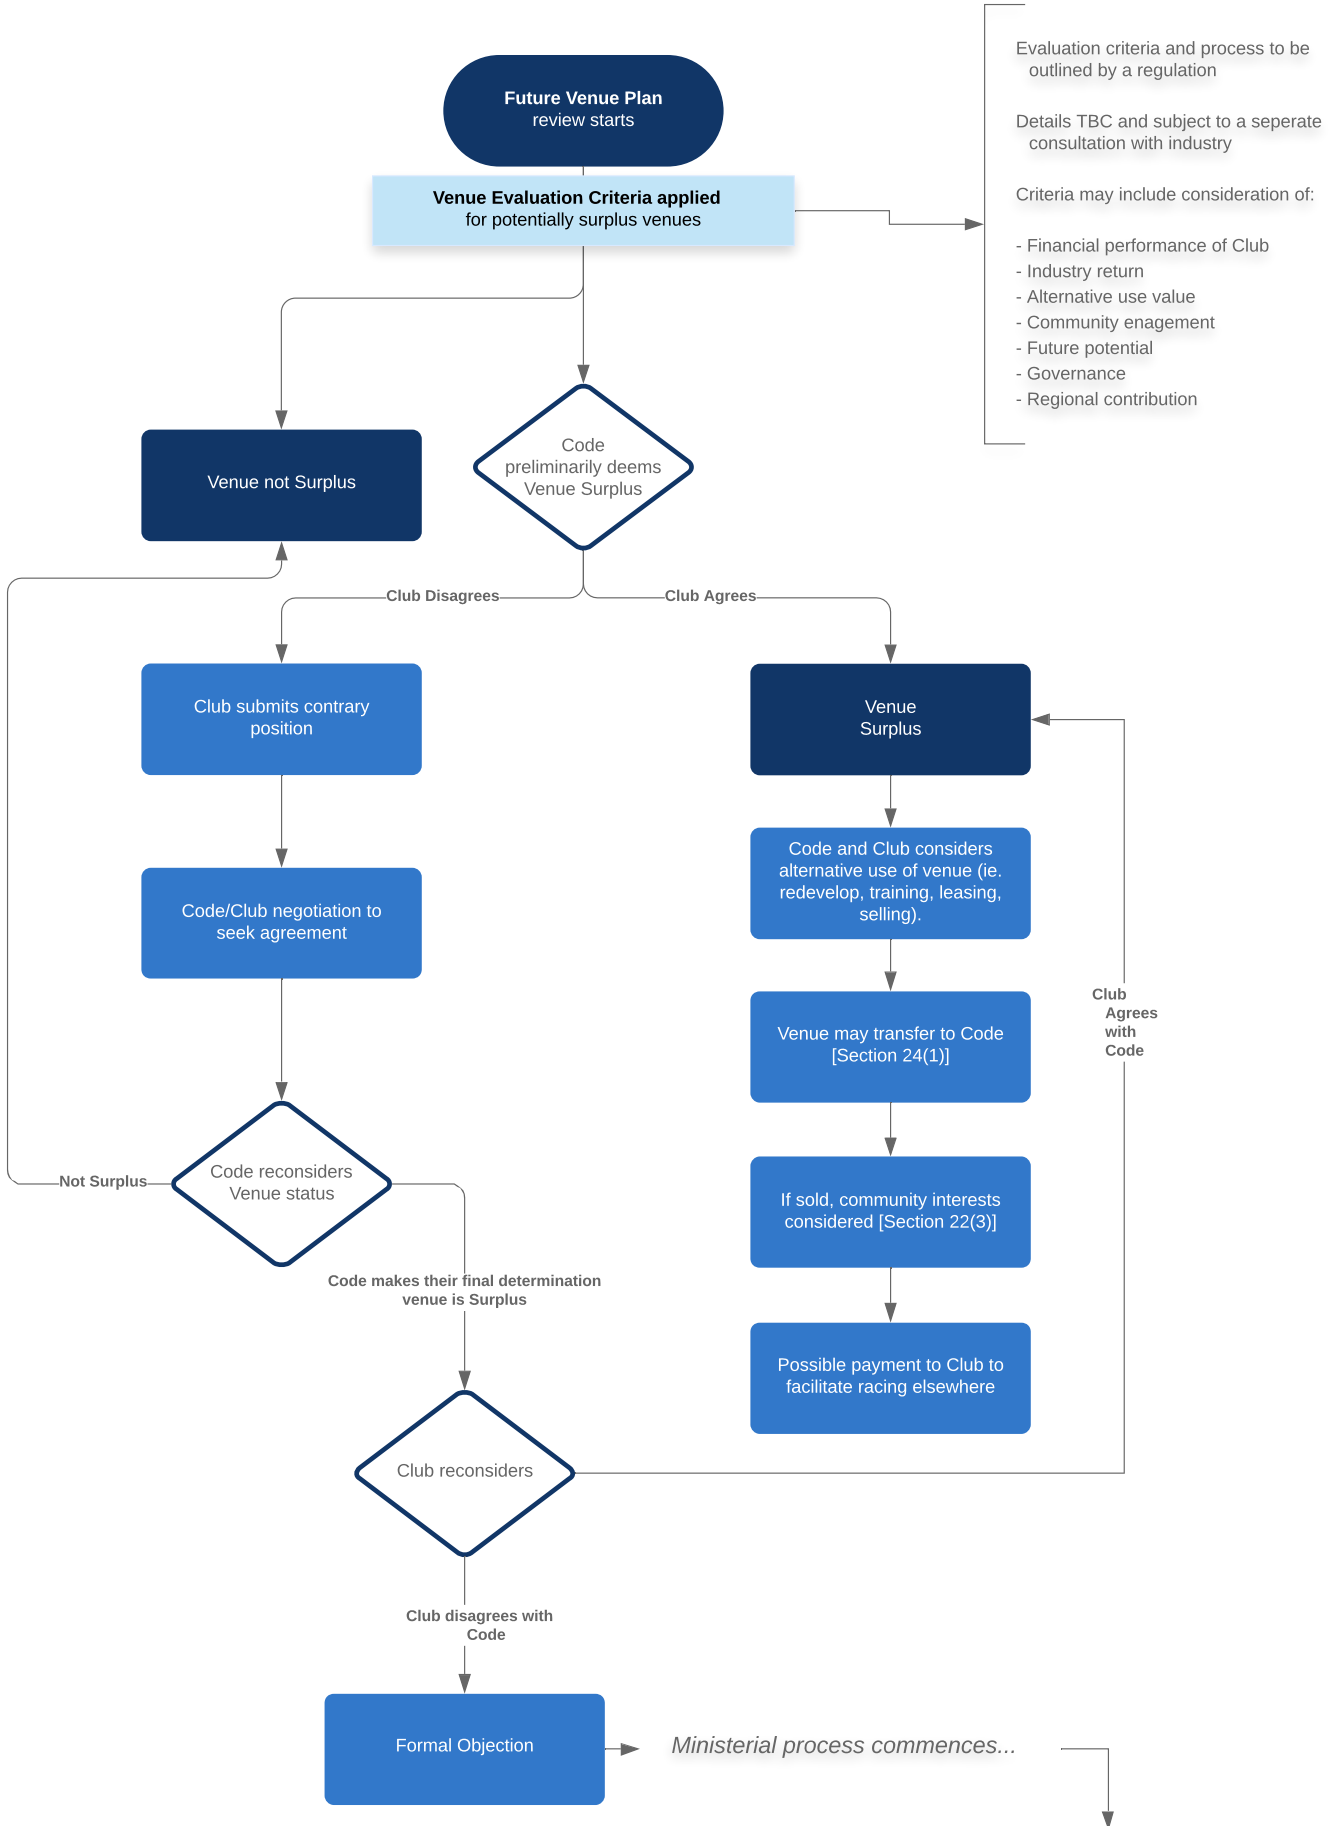 Future Venue Plan
review starts
Venue Evaluation Criteria applied
for potentially surplus venues
Evaluation criteria and process to be
outlined by a regulation
Details TBC and subject to a seperate
consultation with industry
Criteria may include consideration of:
- Financial performance of Club
- Industry return
- Alternative use value
- Community enagement
- Future potential
- Governance
- Regional contribution
Venue not Surplus
Code
preliminarily deems
Venue Surplus
Club Disagrees
Club Agrees
Club submits contrary
position
Venue
Surplus
Code/Club negotiation to
seek agreement
Code and Club considers
alternative use of venue (ie.
redevelop, training, leasing,
selling).
Venue may transfer to Code
[Section 24(1)]
Club
Agrees
with
Code
Not Surplus
Code reconsiders
Venue status
If sold, community interests
considered [Section 22(3)]
Code makes their final determination
venue is Surplus
Possible payment to Club to
facilitate racing elsewhere
Club reconsiders
Club disagrees with
Code
Formal Objection
Ministerial process commences...